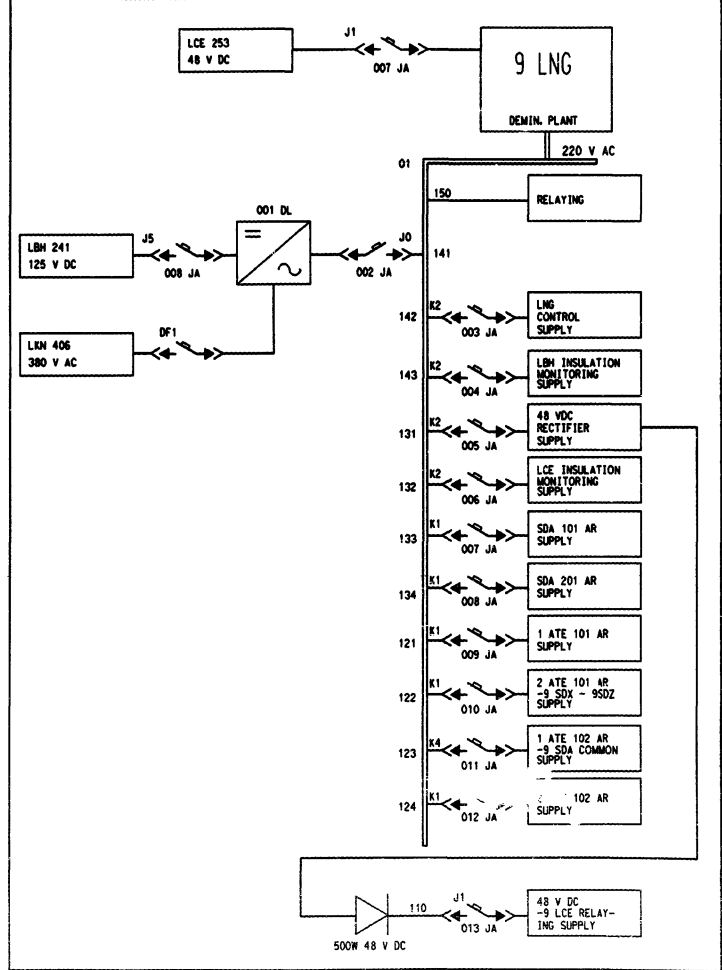 LCE 253
48 V DC
J1
007 JA
9 LNG
DEMIN. PLANT
220 V AC
01
150
RELAYING
001 DL
LBH 241
125 V DC
J5
008 JA
J0
002 JA
141
LKN 406
380 V AC
DF1
142
K2
003 JA
LNG
CONTROL
SUPPLY
143
K2
004 JA
LBH INSULATION
MONITORING
SUPPLY
131
K2
005 JA
48 VDC
RECTIFIER
SUPPLY
132
K2
006 JA
LCE INSULATION
MONITORING
SUPPLY
133
K1
007 JA
SDA 101 AR
SUPPLY
134
K1
008 JA
SDA 201 AR
SUPPLY
121
K1
009 JA
1 ATE 101 AR
SUPPLY
122
K1
010 JA
2 ATE 101 AR
-9 SDX - 9SDZ
SUPPLY
123
K4
011 JA
1 ATE 102 AR
-9 SDA COMMON
SUPPLY
124
K1
012 JA
102 AR
SUPPLY
500W 48 V DC
110
J1
013 JA
48 V DC
-9 LCE RELAY-
ING SUPPLY